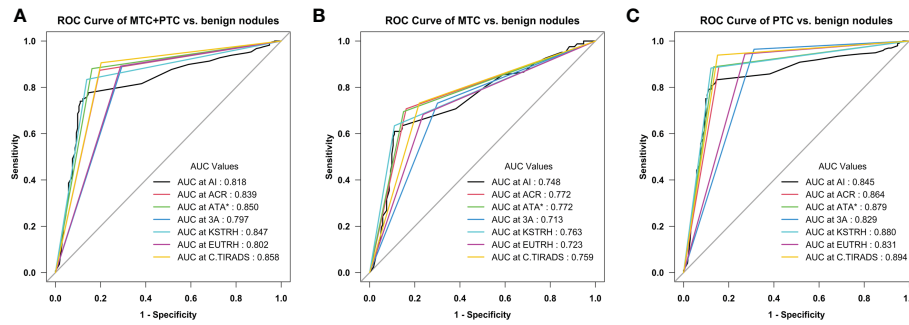 A
ROC Curve of MTC+PTC vs. benign nodules
Sensitivity
1.0
0.8
0.6
0.4
0.2
0.0
AUC Values
AUC at AI : 0.818
AUC at ACR : 0.839
AUC at ATA* : 0.850
AUC at 3A : 0.797
AUC at KSTRH : 0.847
AUC at EUTRH : 0.802
AUC at C.TIRADS : 0.858
0.0 0.2 0.4 0.6 0.8 1.0
1 - Specificity
B
ROC Curve of MTC vs. benign nodules
Sensitivity
1.0
0.8
0.6
0.4
0.2
0.0
AUC Values
AUC at AI : 0.748
AUC at ACR : 0.772
AUC at ATA* : 0.772
AUC at 3A : 0.713
AUC at KSTRH : 0.763
AUC at EUTRH : 0.723
AUC at C.TIRADS : 0.759
0.0 0.2 0.4 0.6 0.8 1.0
1 - Specificity
C
ROC Curve of PTC vs. benign nodules
Sensitivity
1.0
0.8
0.6
0.4
0.2
0.0
AUC Values
AUC at AI : 0.845
AUC at ACR : 0.864
AUC at ATA* : 0.879
AUC at 3A : 0.829
AUC at KSTRH : 0.880
AUC at EUTRH : 0.831
AUC at C.TIRADS : 0.894
0.0 0.2 0.4 0.6 0.8 1.0
1 - Specificity